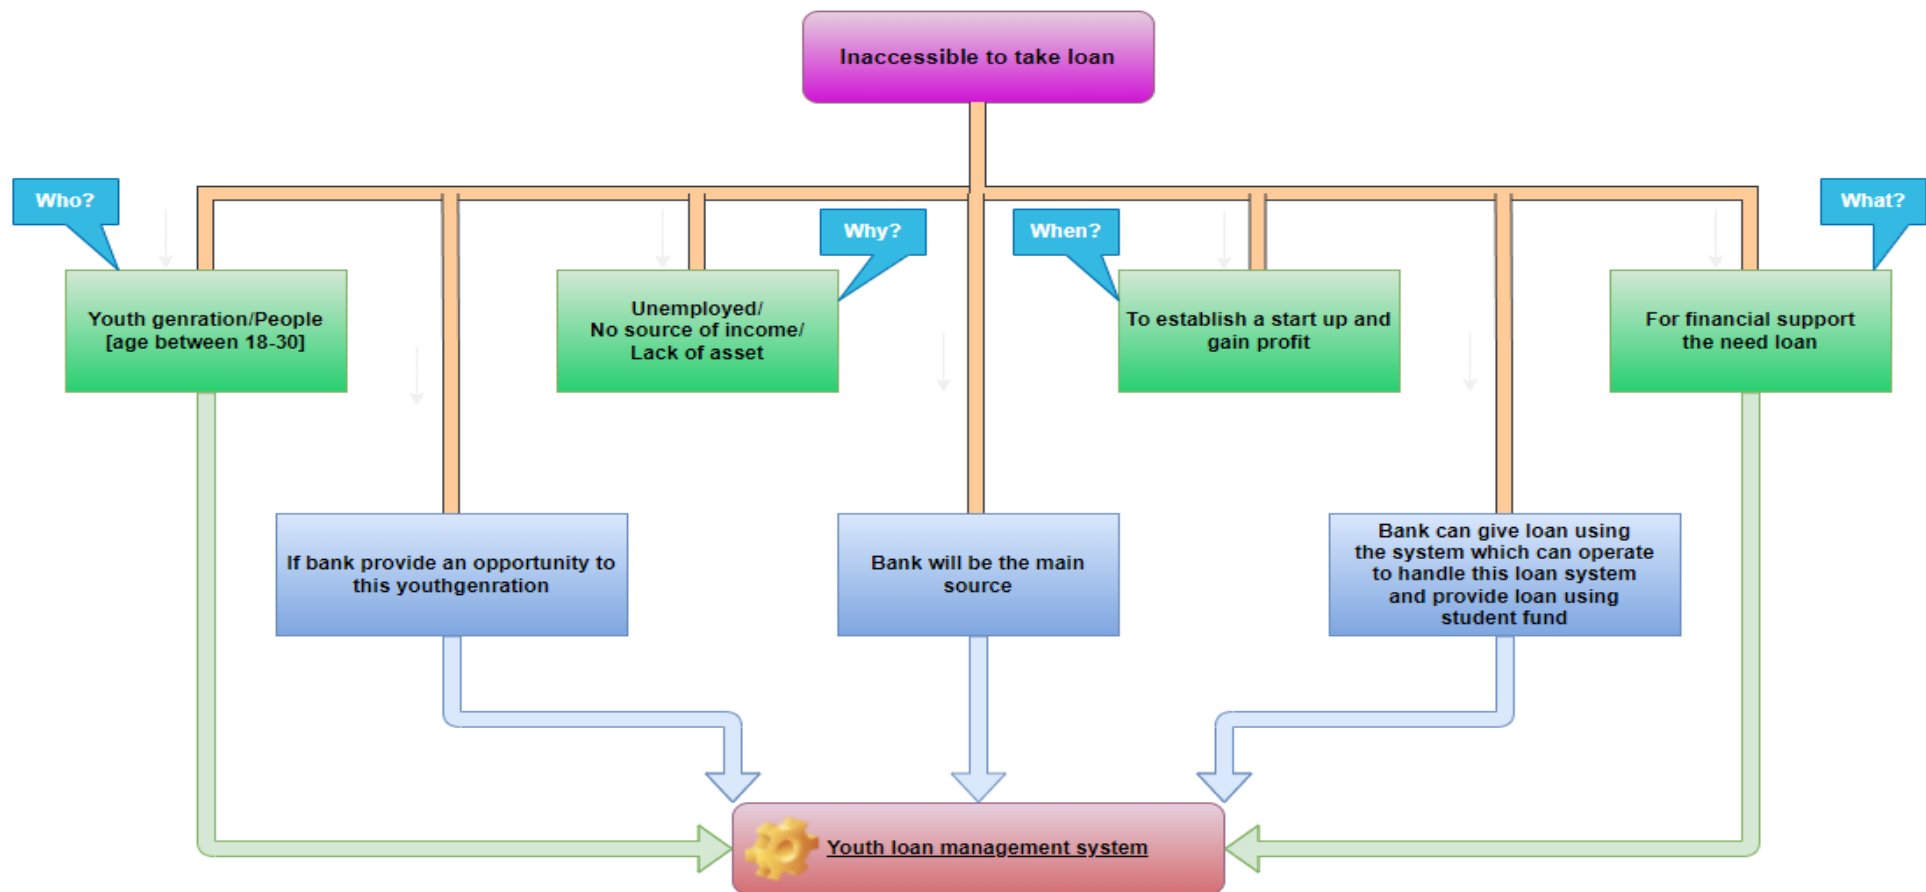 Inaccessible to take loan
Who?
What?
Why?
When?
Youth genration/People
[age between 18-30]
Unemployed/
No source of income/
Lack of asset
To establish a start up and
gain profit
For financial support
the need loan
If bank provide an opportunity to
this youthgenration
Bank will be the main
source
Bank can give loan using
the system which can operate
to handle this loan system
and provide loan using
student fund
Youth loan management system